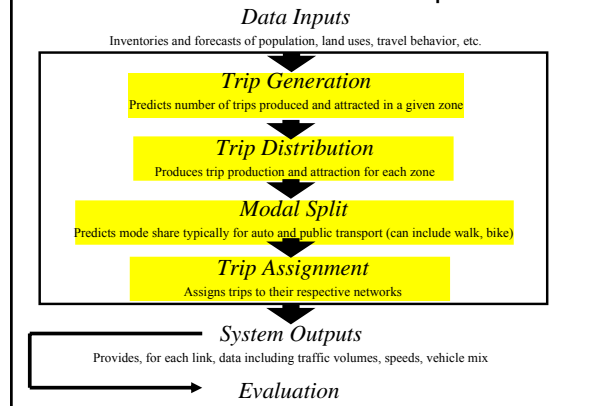 Data Inputs
Inventories and forecasts of population, land uses, travel behavior, etc.
Trip Generation
Predicts number of trips produced and attracted in a given zone
Trip Distribution
Produces trip production and attraction for each zone
Modal Split
Predicts mode share typically for auto and public transport (can include walk, bike)
Trip Assignment
Assigns trips to their respective networks
System Outputs
Provides, for each link, data including traffic volumes, speeds, vehicle mix
Evaluation